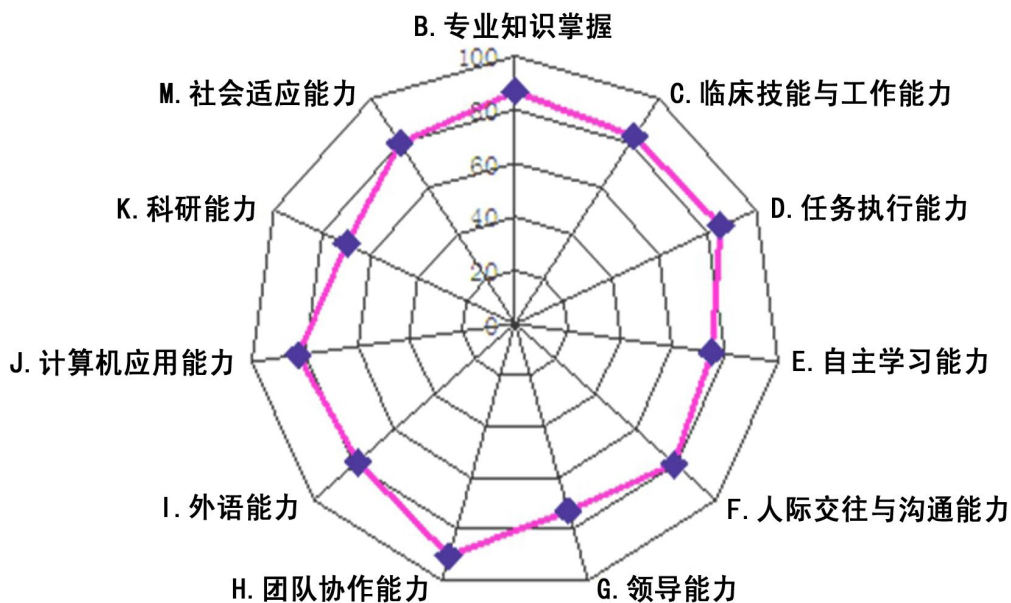 B.专业知识掌握
C.临床技能与工作能力
D.任务执行能力
E.自主学习能力
F.人际交往与沟通能力
G.领导能力
H.团队协作能力
I.外语能力
J.计算机应用能力
K.科研能力
M.社会适应能力
100
80
60
40
20
0